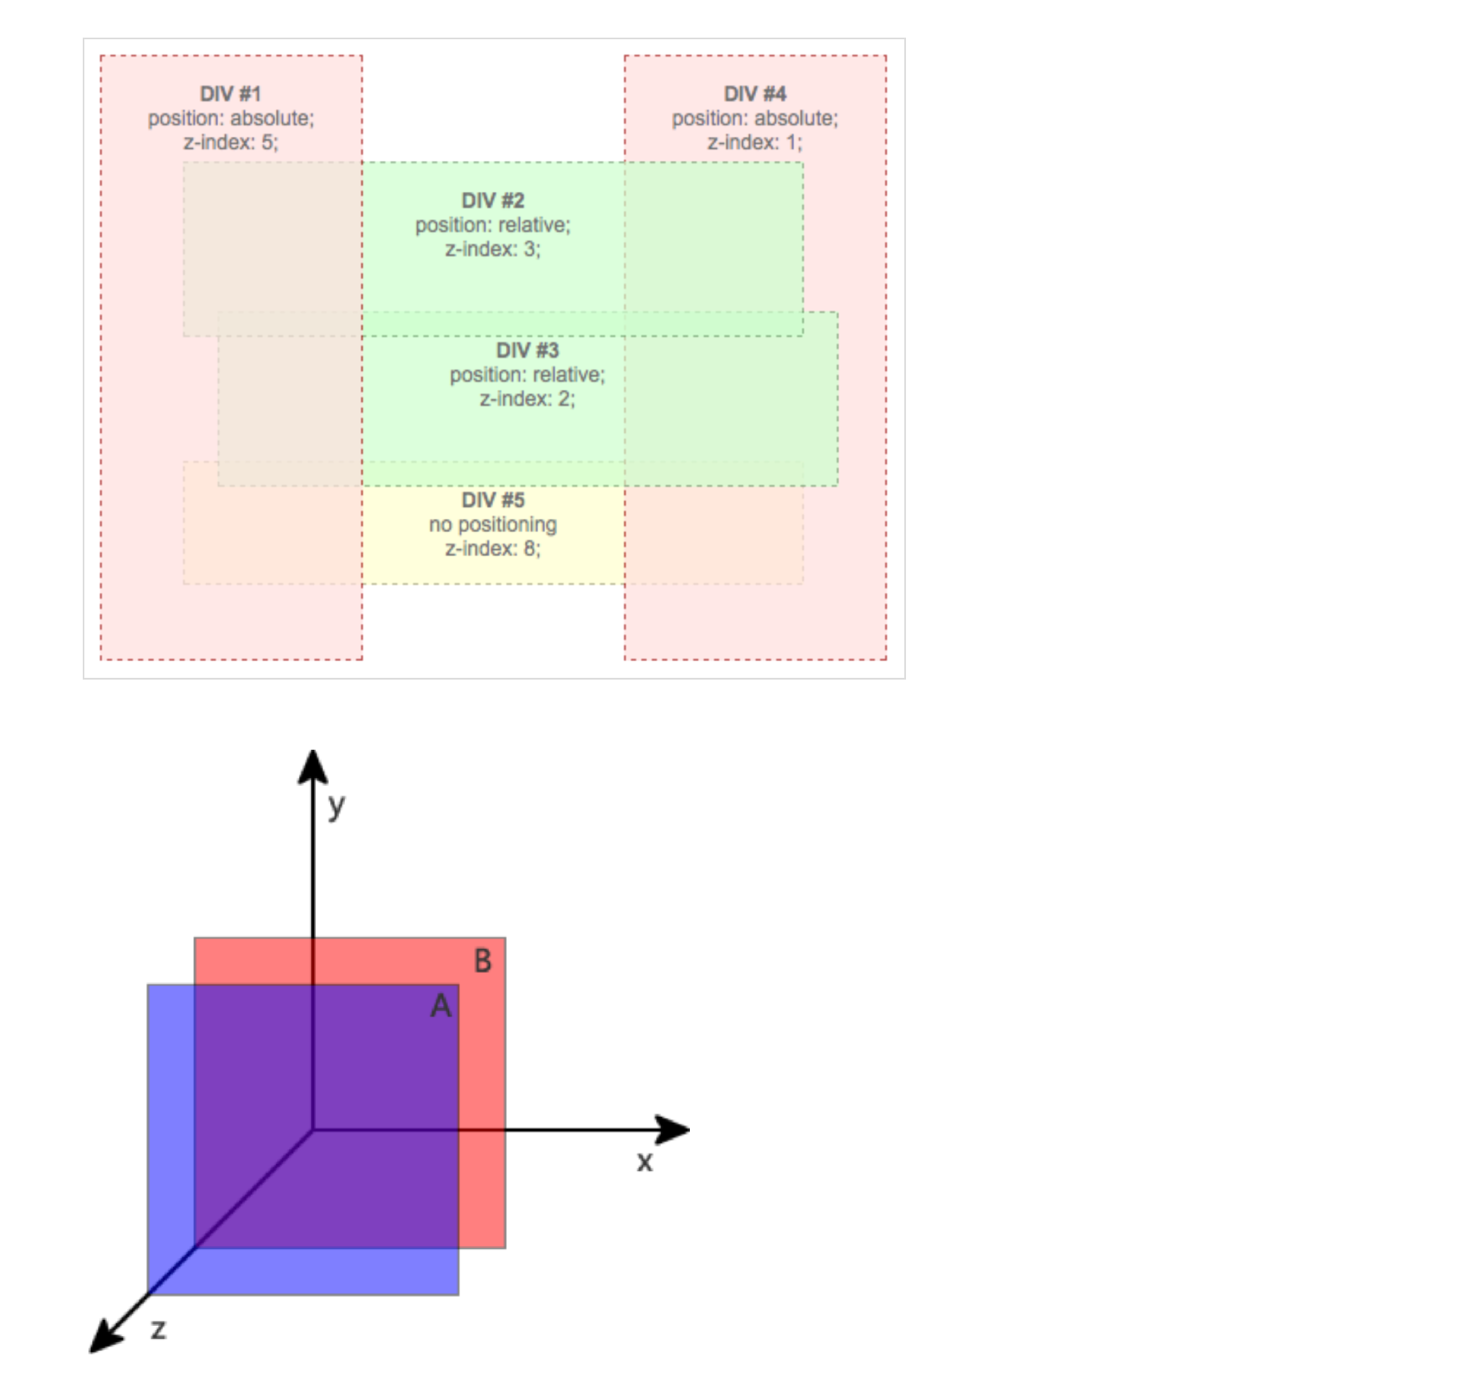 DIV #1
position: absolute;
z-index: 5;
DIV #4
position: absolute;
z-index: 1;
DIV #2
position: relative;
z-index: 3;
DIV #3
position: relative;
z-index: 2;
DIV #5
no positioning
z-index: 8;
y
B
A
x
z